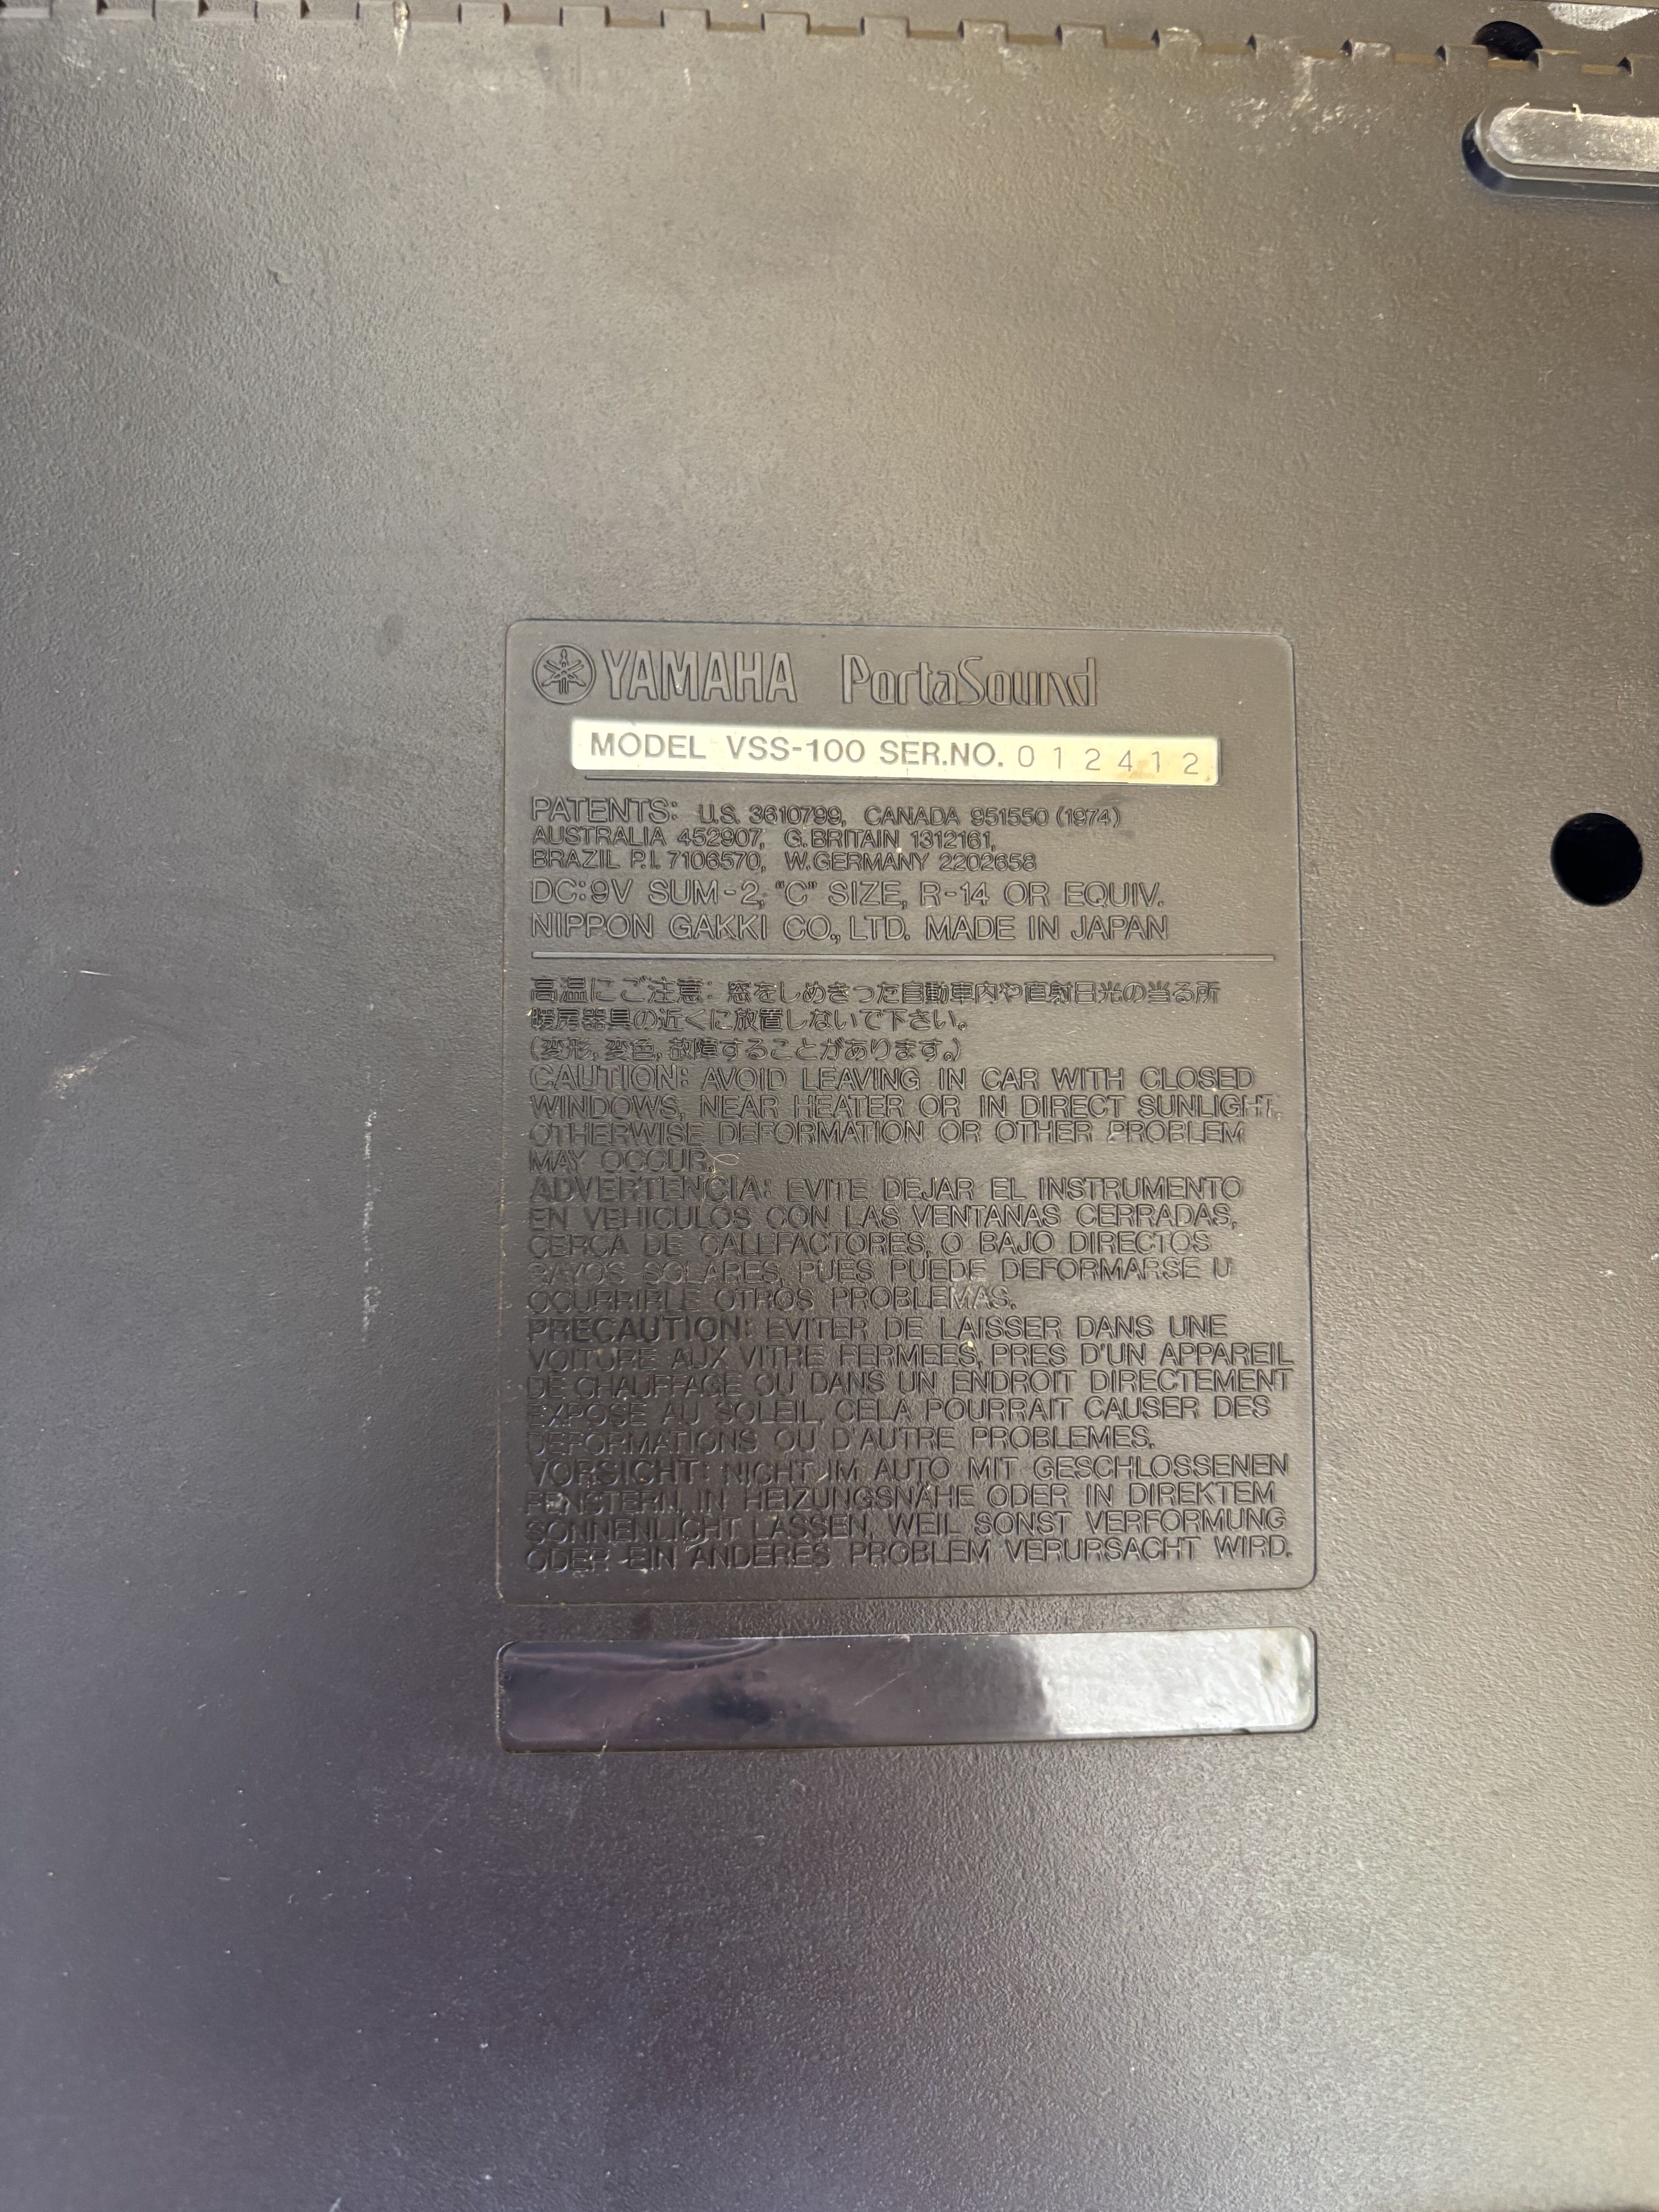 YAMAHA PortaSound
MODEL VSS-100 SER.NO. 012412
PATENTS: U.S. 3610799, CANADA 951550 (1974)
AUSTRALIA 452907, G.BRITAIN 1312161,
BRAZIL P.I. 7106570, W.GERMANY 2202658
DC:9V SUM-2, "C" SIZE, R-14 OR EQUIV.
NIPPON GAKKI CO., LTD. MADE IN JAPAN
高温にご注意: 窓をしめきった自動車内や直射日光の当る所
暖房器具の近くに放置しないで下さい。
(変形, 変色, 故障することがあります。)
CAUTION: AVOID LEAVING IN CAR WITH CLOSED
WINDOWS, NEAR HEATER OR IN DIRECT SUNLIGHT,
OTHERWISE DEFORMATION OR OTHER PROBLEM
MAY OCCUR.
ADVERTENCIA: EVITE DEJAR EL INSTRUMENTO
EN VEHICULOS CON LAS VENTANAS CERRADAS,
CERCA DE CALEFACTORES, O BAJO DIRECTOS
RAYOS SOLARES, PUES PUEDE DEFORMARSE U
OCURRIRLE OTROS PROBLEMAS.
PRECAUTION: EVITER DE LAISSER DANS UNE
VOITURE AUX VITRE FERMEES, PRES D'UN APPAREIL
DE CHAUFFAGE OU DANS UN ENDROIT DIRECTEMENT
EXPOSE AU SOLEIL, CELA POURRAIT CAUSER DES
DEFORMATIONS OU D'AUTRE PROBLEMES.
VORSICHT: NICHT IM AUTO MIT GESCHLOSSENEN
FENSTERN, IN HEIZUNGSNÄHE ODER IN DIREKTEM
SONNENLICHT LASSEN, WEIL SONST VERFORMUNG
ODER EIN ANDERES PROBLEM VERURSACHT WIRD.